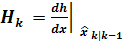 H_k = dh/dx | x̂ k|k−1